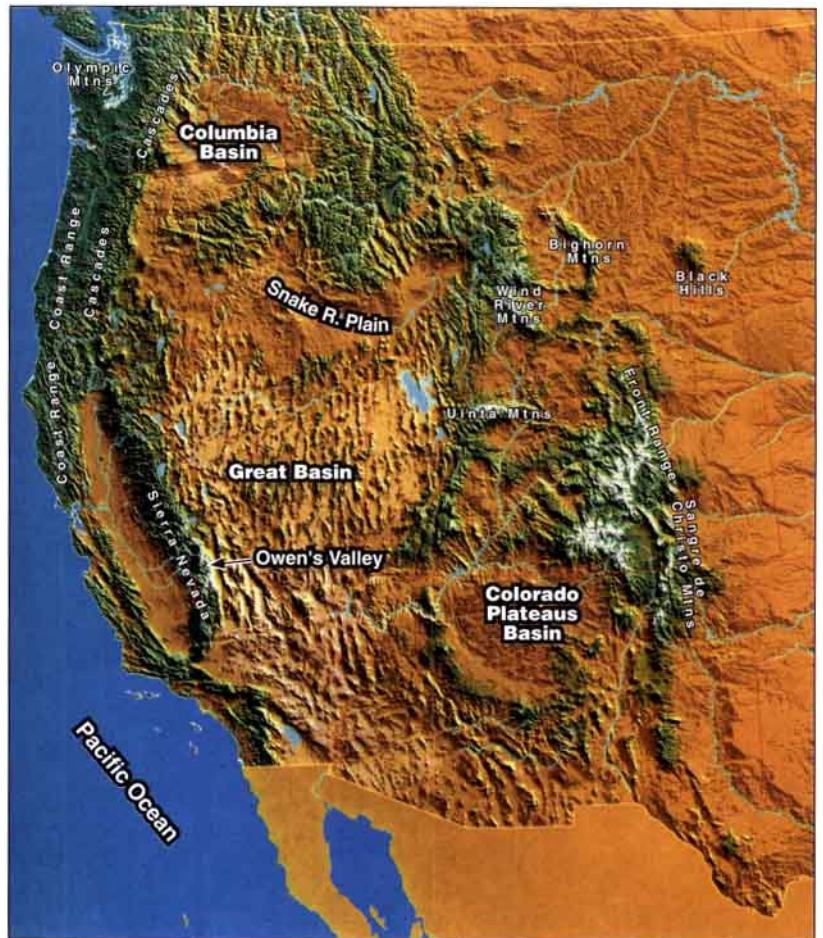 Olympic
Mtns
Cascades
Columbia
Basin
Coast Range
Cascades
Bighorn
Mtns
Black
Hills
Wind
River
Mtns
Snake R. Plain
Coast Range
Uinta Mtns
Front Range
Great Basin
Sierra Nevada
Sangre de
Christo Mtns
Owen's Valley
Colorado
Plateaus
Basin
Pacific Ocean